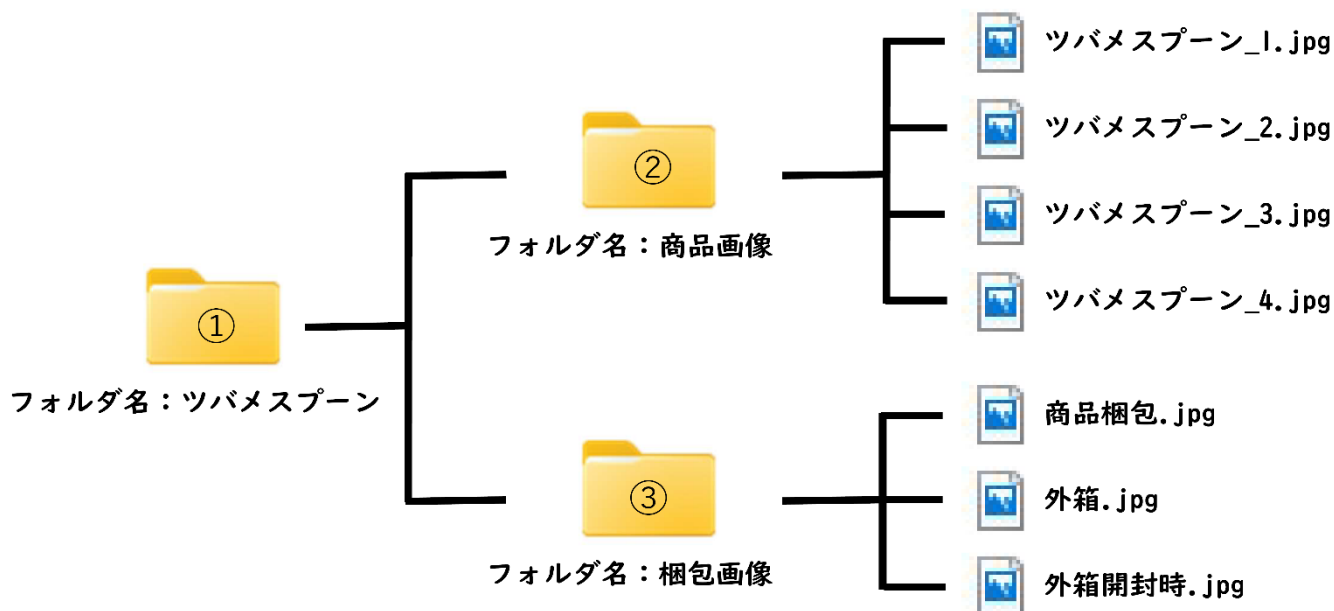 ツバメスプーン_1.jpg
②
ツバメスプーン_2.jpg
ツバメスプーン_3.jpg
フォルダ名:商品画像
ツバメスプーン_4.jpg
①
フォルダ名:ツバメスプーン
商品梱包.jpg
③
外箱.jpg
フォルダ名:梱包画像
外箱開封時.jpg